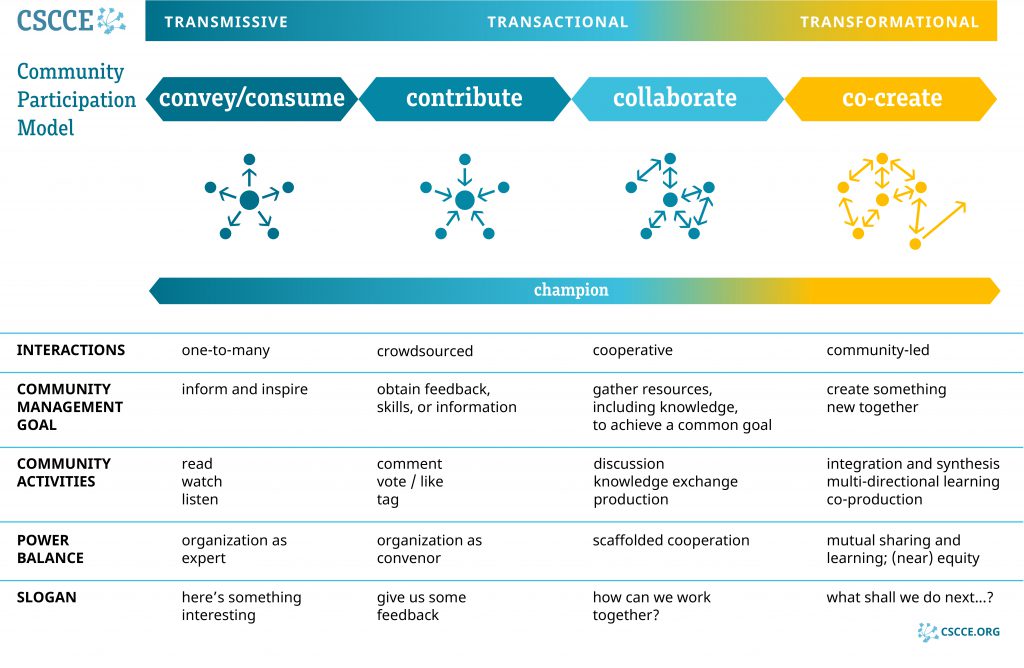 CSCCE
TRANSMISSIVE
TRANSACTIONAL
TRANSFORMATIONAL
Community
Participation
Model
convey/consume
contribute
collaborate
co-create
champion
INTERACTIONS
one-to-many
crowdsourced
cooperative
community-led
COMMUNITY
MANAGEMENT
GOAL
inform and inspire
obtain feedback,
skills, or information
gather resources,
including knowledge,
to achieve a common goal
create something
new together
COMMUNITY
ACTIVITIES
read
watch
listen
comment
vote / like
tag
discussion
knowledge exchange
production
integration and synthesis
multi-directional learning
co-production
POWER
BALANCE
organization as
expert
organization as
convenor
scaffolded cooperation
mutual sharing and
learning; (near) equity
SLOGAN
here’s something
interesting
give us some
feedback
how can we work
together?
what shall we do next...?
CSCCE.ORG